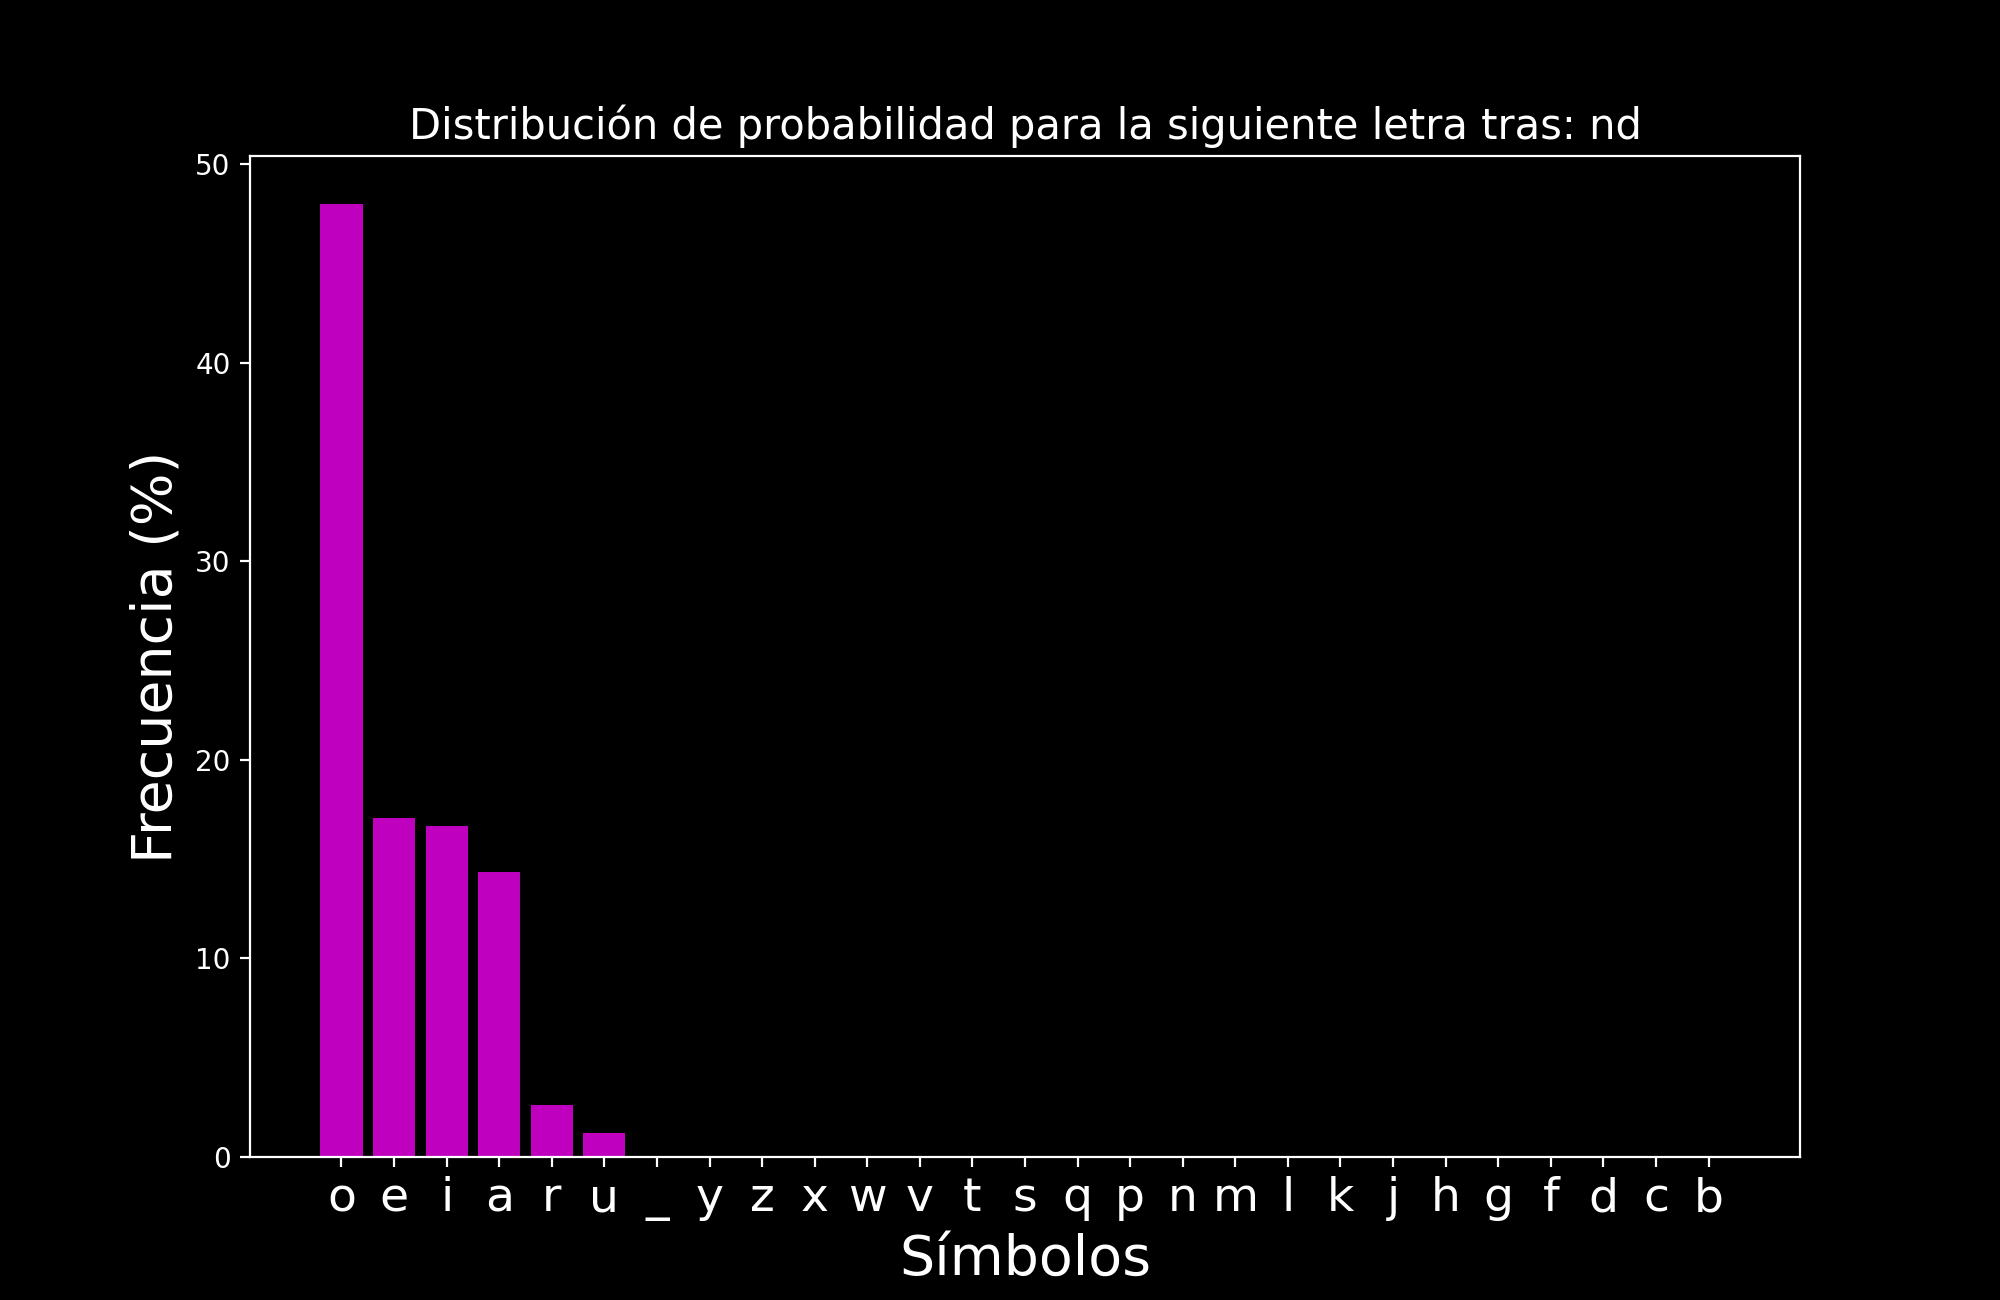 Distribución de probabilidad para la siguiente letra tras: nd
50
40
30
20
10
0
Frecuencia (%)
o e i a r u _ y z x w v t s q p n m l k j h g f d c b
Símbolos